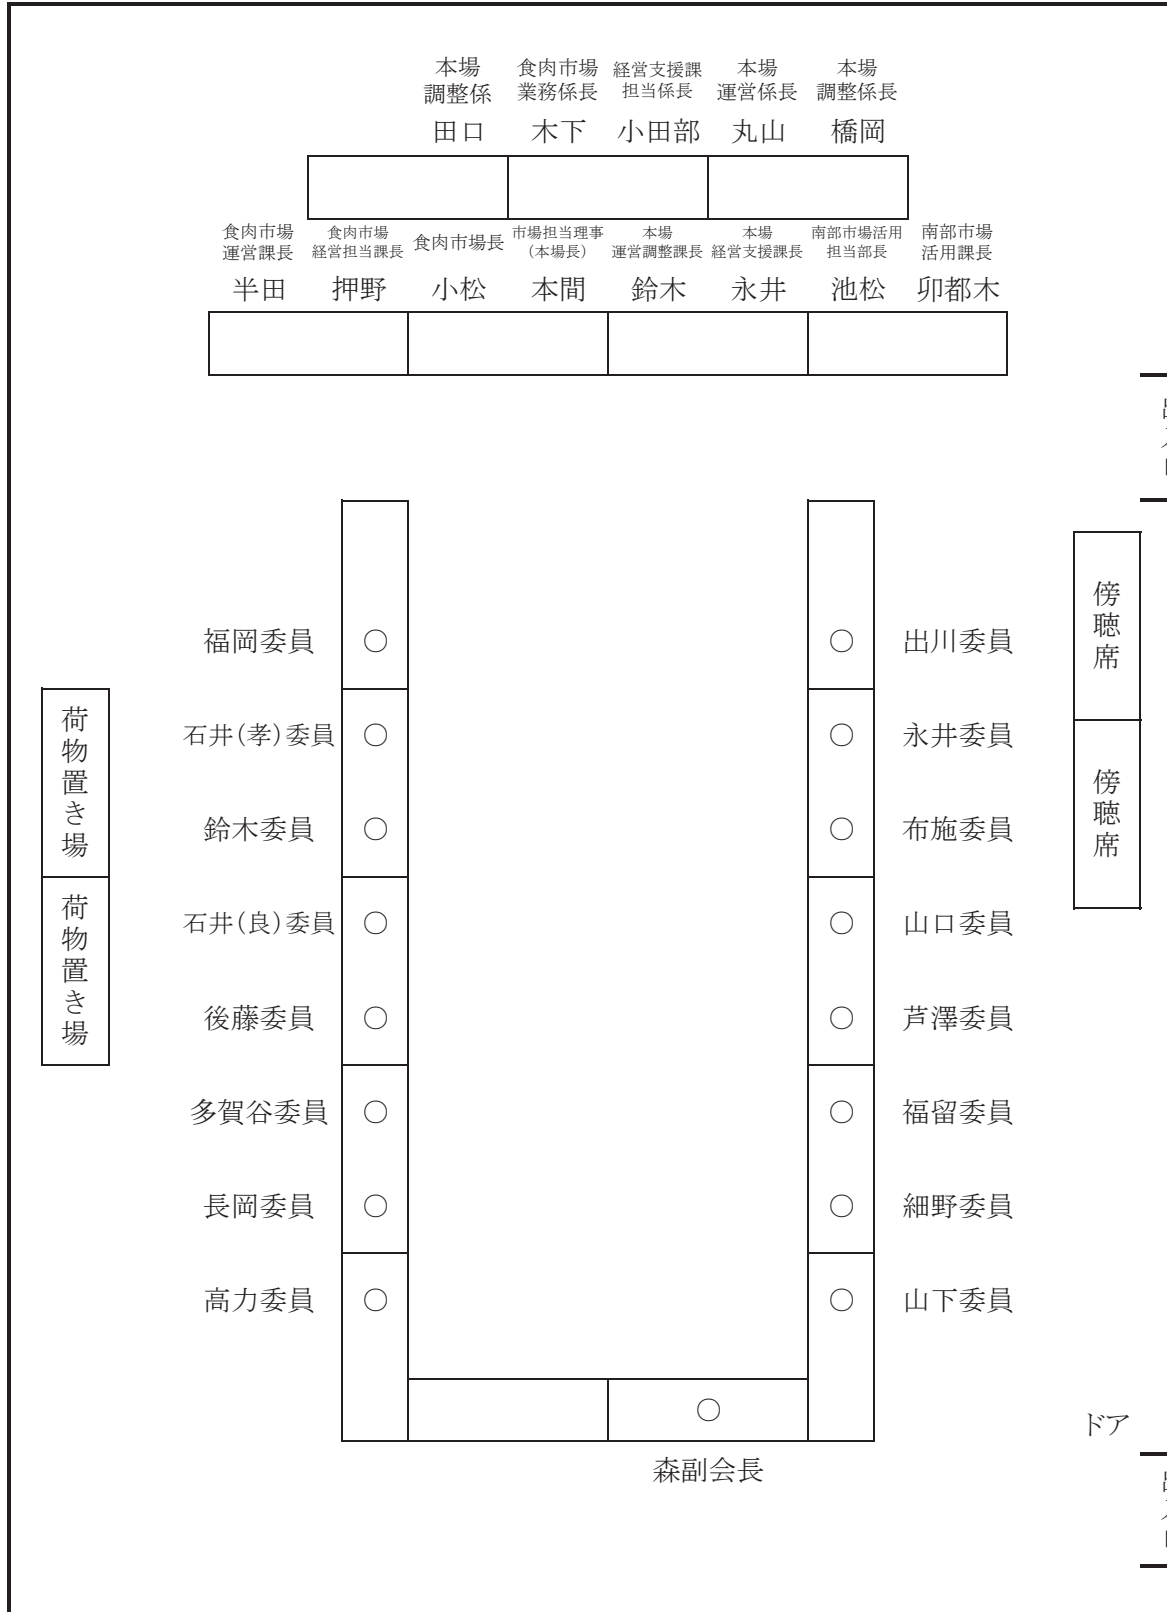 本場
調整係
田口
食肉市場
業務係長
木下
経営支援課
担当係長
小田部
本場
運営係長
丸山
本場
調整係長
橋岡
食肉市場
運営課長
半田
食肉市場
経営担当課長
押野
食肉市場長
小松
市場担当理事
(本場長)
本間
本場
運営調整課長
鈴木
本場
経営支援課長
永井
南部市場活用
担当部長
池松
南部市場
活用課長
卯都木
福岡委員 ○
○ 出川委員
石井(孝)委員 ○
○ 永井委員
鈴木委員 ○
○ 布施委員
石井(良)委員 ○
○ 山口委員
後藤委員 ○
○ 芦澤委員
多賀谷委員 ○
○ 福留委員
長岡委員 ○
○ 細野委員
高力委員 ○
○ 山下委員
○
森副会長
荷物置き場
荷物置き場
傍聴席
傍聴席
ドア